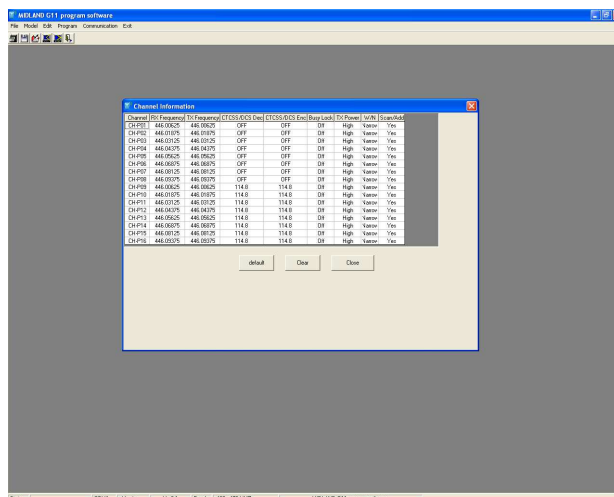 MIDLAND G11 program software
File Model Edit Program Communication Exit
Channel Information
Channel RX Frequency TX Frequency CTCSS/DCS Dec CTCSS/DCS Enc Busy Lock TX Power W/N Scan/Add
CH-P01 446.00625 446.00625 OFF OFF Off High Narrow Yes
CH-P02 446.01875 446.01875 OFF OFF Off High Narrow Yes
CH-P03 446.03125 446.03125 OFF OFF Off High Narrow Yes
CH-P04 446.04375 446.04375 OFF OFF Off High Narrow Yes
CH-P05 446.05625 446.05625 OFF OFF Off High Narrow Yes
CH-P06 446.06875 446.06875 OFF OFF Off High Narrow Yes
CH-P07 446.08125 446.08125 OFF OFF Off High Narrow Yes
CH-P08 446.09375 446.09375 OFF OFF Off High Narrow Yes
CH-P09 446.00625 446.00625 114.8 114.8 Off High Narrow Yes
CH-P10 446.01875 446.01875 114.8 114.8 Off High Narrow Yes
CH-P11 446.03125 446.03125 114.8 114.8 Off High Narrow Yes
CH-P12 446.04375 446.04375 114.8 114.8 Off High Narrow Yes
CH-P13 446.05625 446.05625 114.8 114.8 Off High Narrow Yes
CH-P14 446.06875 446.06875 114.8 114.8 Off High Narrow Yes
CH-P15 446.08125 446.08125 114.8 114.8 Off High Narrow Yes
CH-P16 446.09375 446.09375 114.8 114.8 Off High Narrow Yes
default Clear Close